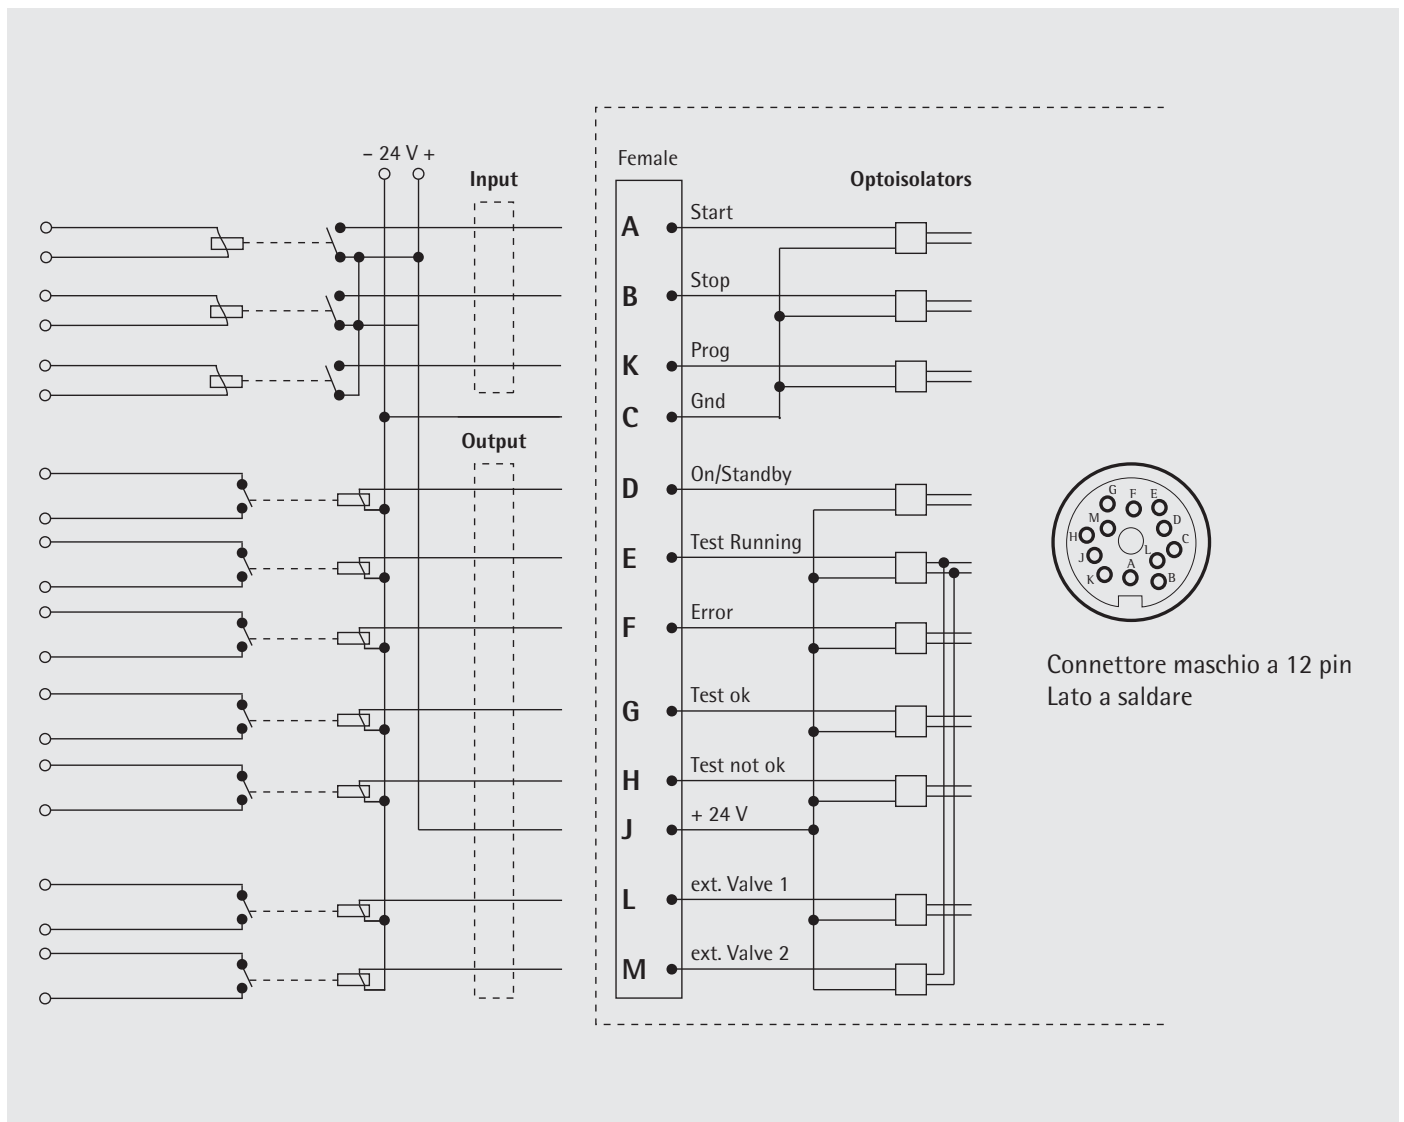 – 24 V +
Input
Female
Optoisolators
A Start
B Stop
K Prog
C Gnd
Output
D On/Standby
E Test Running
F Error
G Test ok
H Test not ok
J + 24 V
L ext. Valve 1
M ext. Valve 2
G F E
M D
H C
J L
K A B
Connettore maschio a 12 pin
Lato a saldare